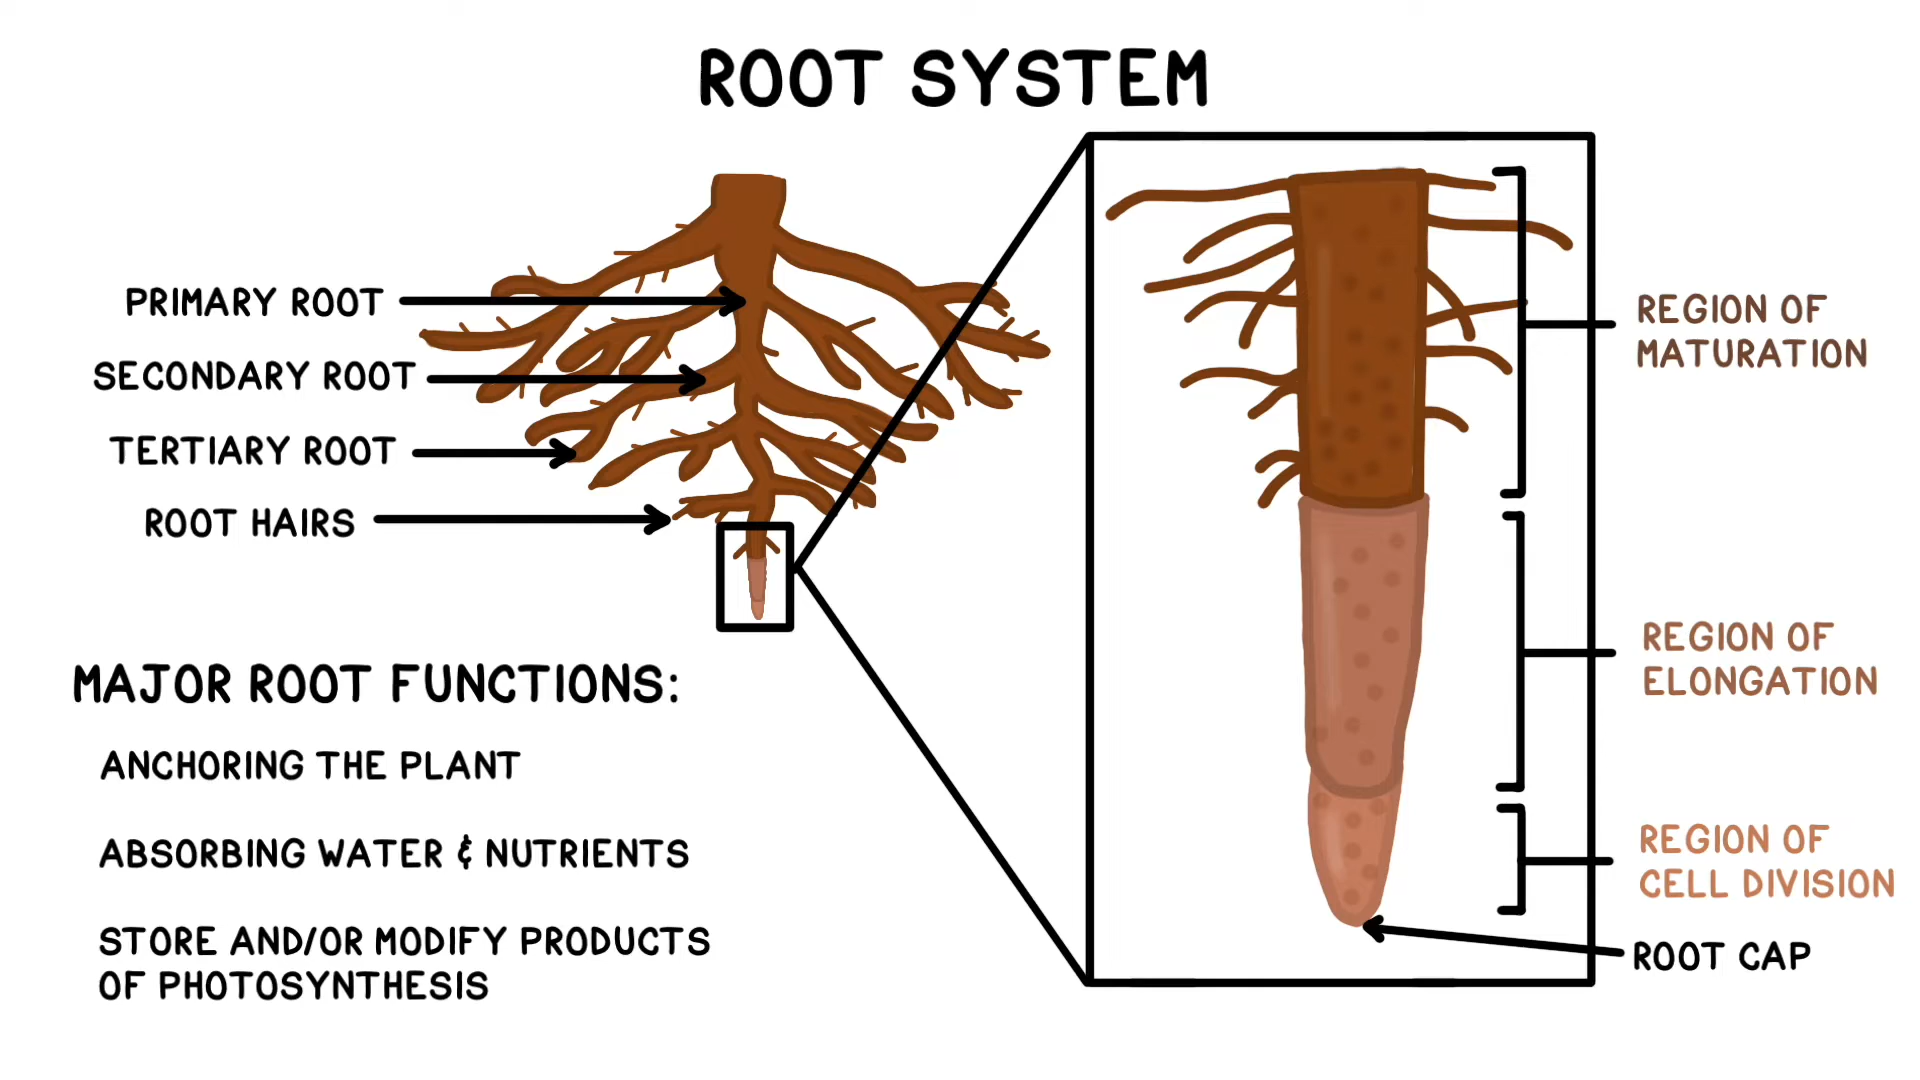 ROOT SYSTEM
PRIMARY ROOT
SECONDARY ROOT
TERTIARY ROOT
ROOT HAIRS
MAJOR ROOT FUNCTIONS:
ANCHORING THE PLANT
ABSORBING WATER & NUTRIENTS
STORE AND/OR MODIFY PRODUCTS
OF PHOTOSYNTHESIS
REGION OF
MATURATION
REGION OF
ELONGATION
REGION OF
CELL DIVISION
ROOT CAP